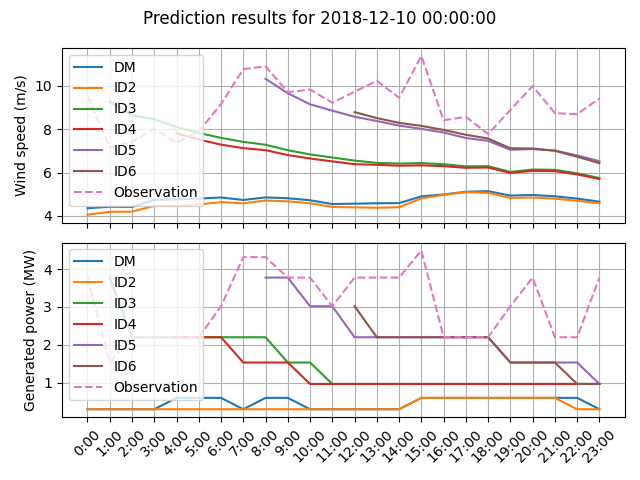 Prediction results for 2018-12-10 00:00:00
Wind speed (m/s)
10
8
6
4
DM
ID2
ID3
ID4
ID5
ID6
Observation
Generated power (MW)
4
3
2
1
DM
ID2
ID3
ID4
ID5
ID6
Observation
0:00 1:00 2:00 3:00 4:00 5:00 6:00 7:00 8:00 9:00 10:00 11:00 12:00 13:00 14:00 15:00 16:00 17:00 18:00 19:00 20:00 21:00 22:00 23:00